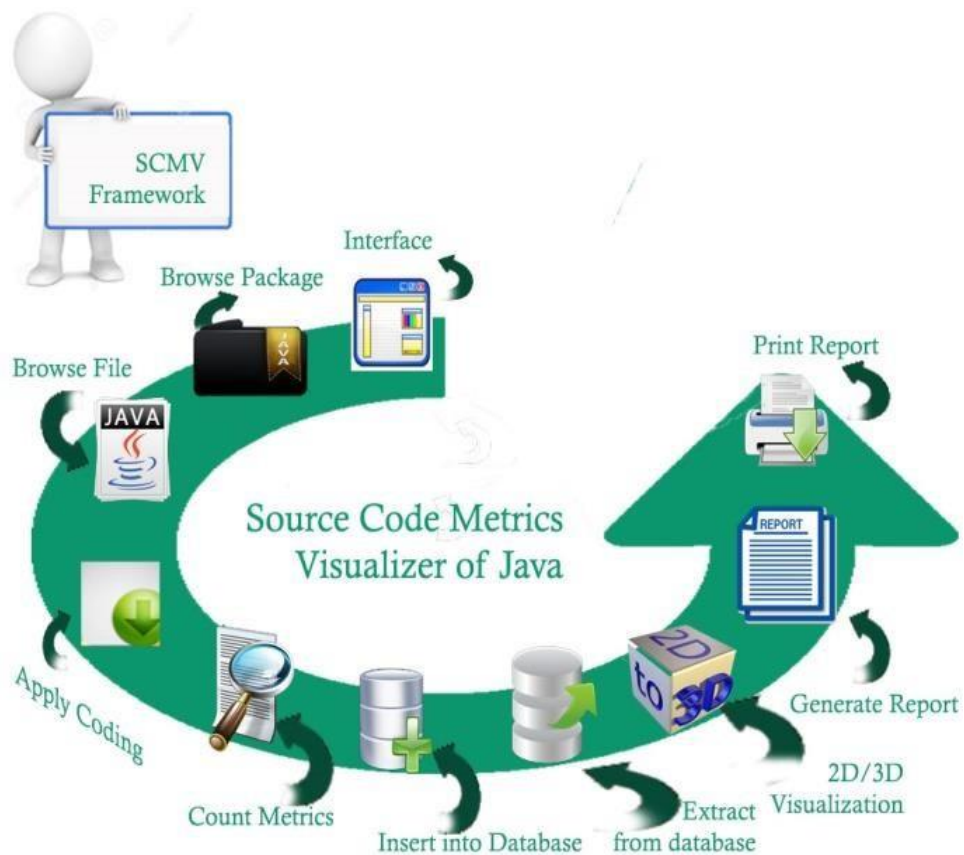 SCMV
Framework
Interface
Browse Package
JAVA
Browse File
JAVA
Print Report
Source Code Metrics
Visualizer of Java
REPORT
2D
to
3D
Apply Coding
Generate Report
2D/3D
Visualization
Count Metrics
Extract
from database
Insert into Database